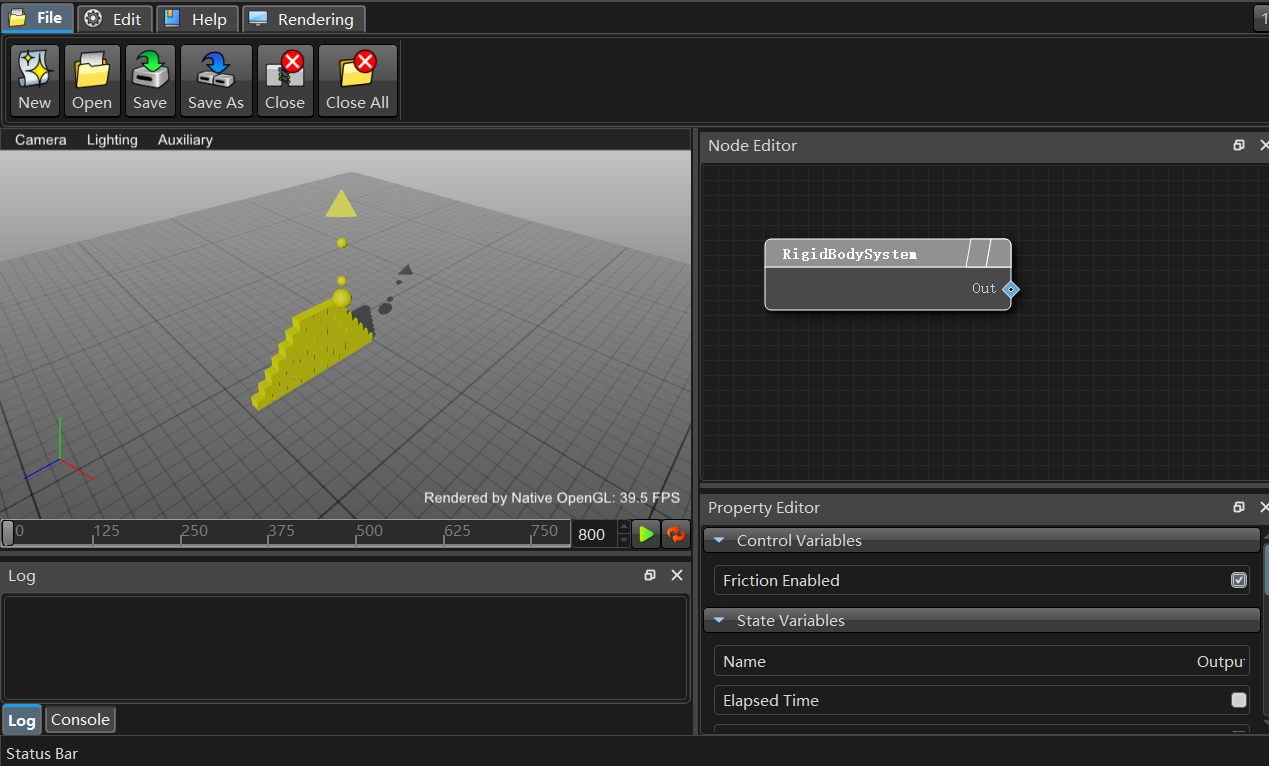 File Edit Help Rendering 1
New Open Save Save As Close Close All
Camera Lighting Auxiliary
Node Editor
RigidBodySystem
Out
Rendered by Native OpenGL: 39.5 FPS
0 125 250 375 500 625 750 800
Property Editor
Control Variables
Friction Enabled
State Variables
Name Outpu
Elapsed Time
Log
Log Console
Status Bar